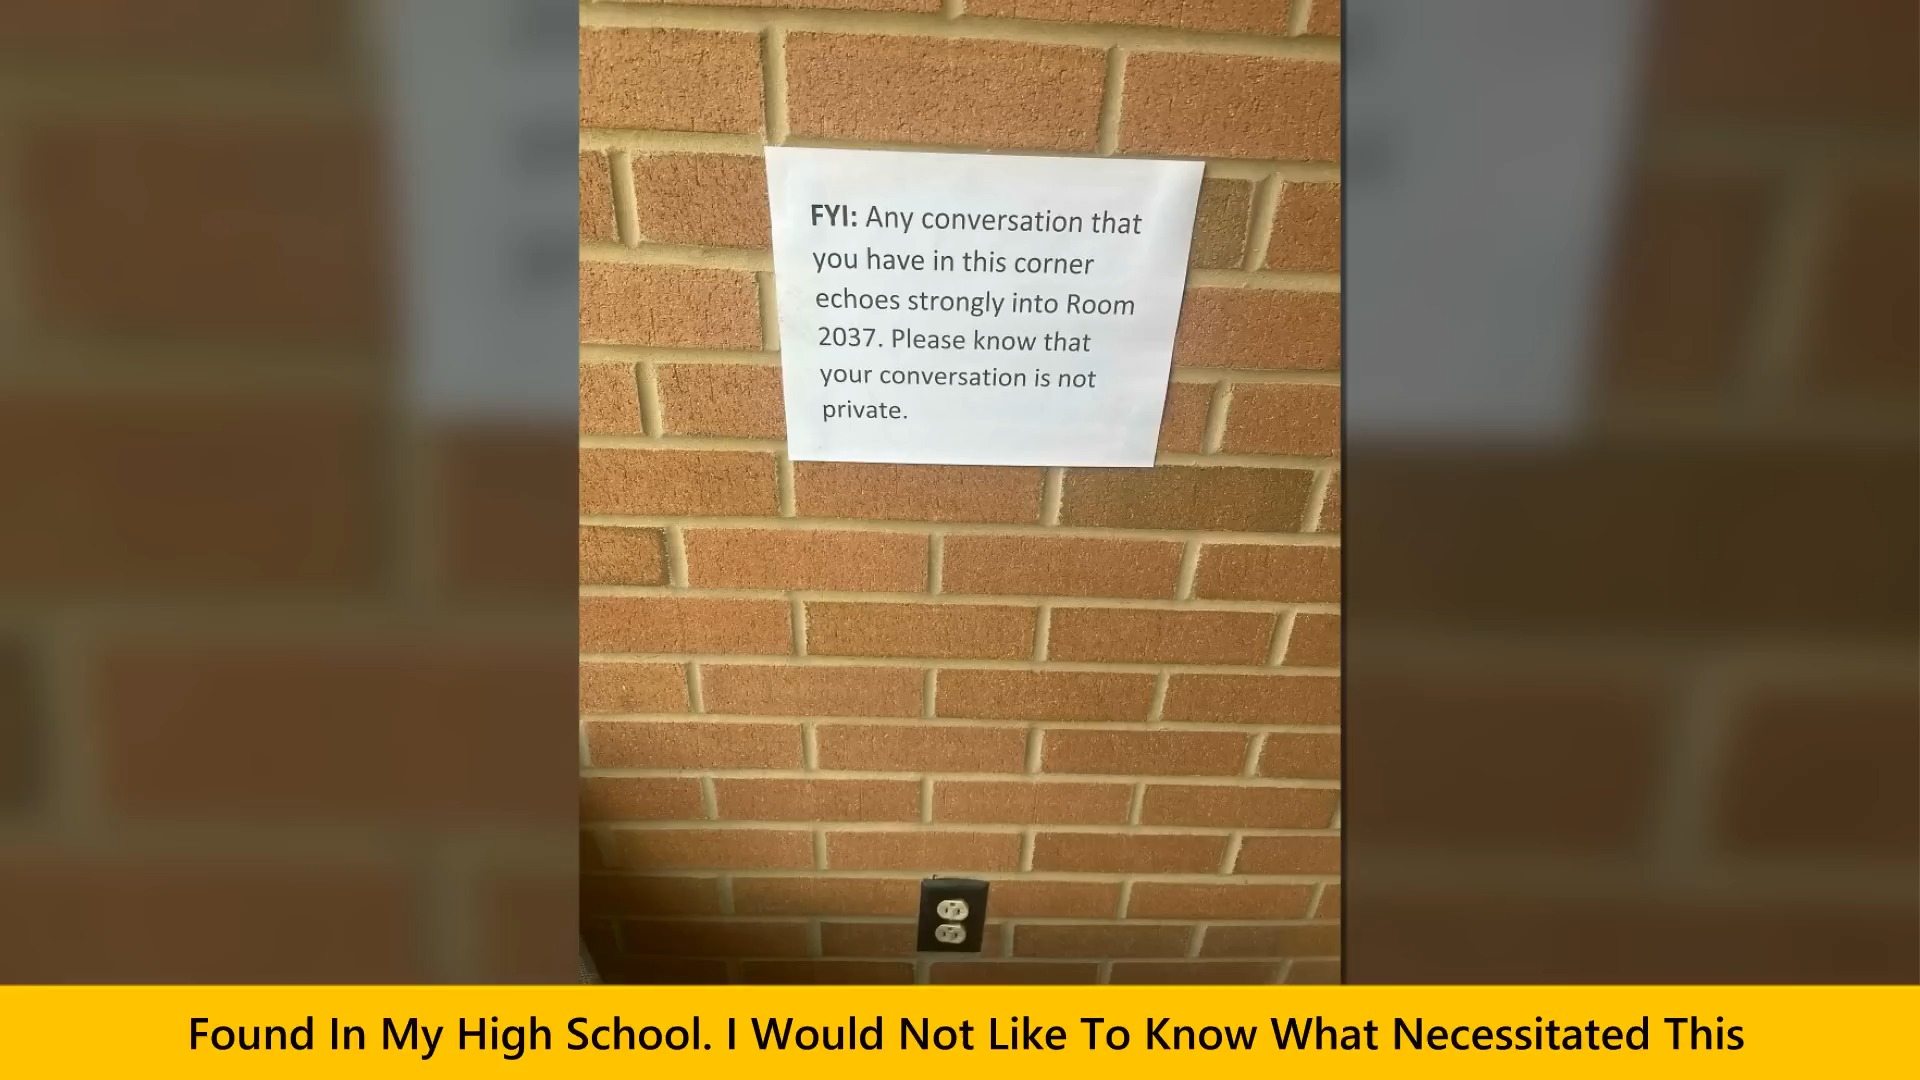 FYI: Any conversation that
you have in this corner
echoes strongly into Room
2037. Please know that
your conversation is not
private.
Found In My High School. I Would Not Like To Know What Necessitated This